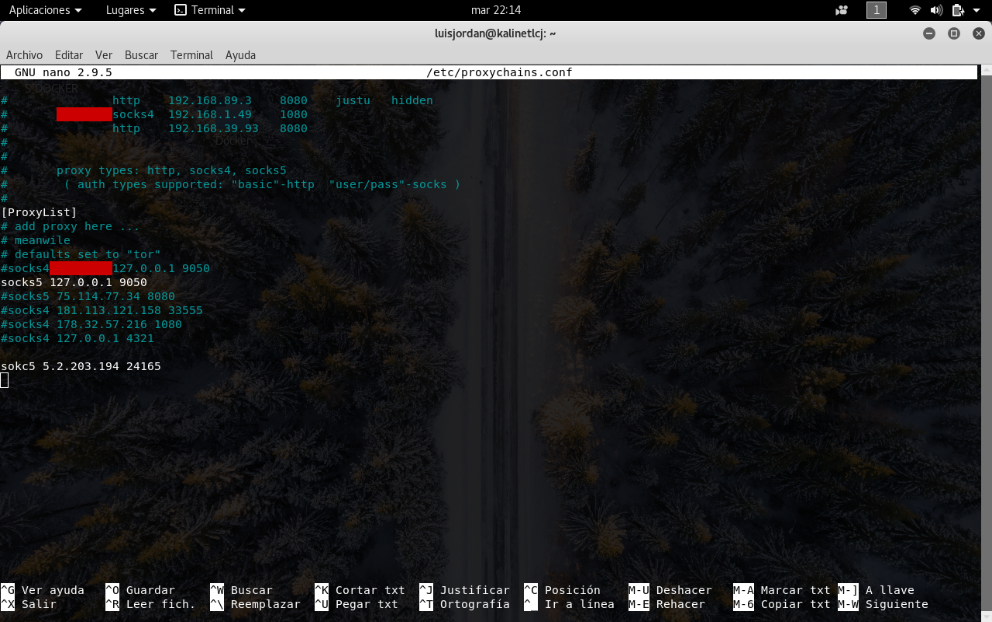 Aplicaciones Lugares Terminal mar 22:14 1
luisjordan@kalinetlcj: ~
Archivo Editar Ver Buscar Terminal Ayuda
GNU nano 2.9.5 /etc/proxychains.conf
# http 192.168.89.3 8080 justu hidden
# socks4 192.168.1.49 1080
# http 192.168.39.93 8080
#
#
# proxy types: http, socks4, socks5
# ( auth types supported: "basic"-http "user/pass"-socks )
#
[ProxyList]
# add proxy here ...
# meanwile
# defaults set to "tor"
#socks4 127.0.0.1 9050
socks5 127.0.0.1 9050
#socks5 75.114.77.34 8080
#socks4 181.113.121.158 33555
#socks4 178.32.57.216 1080
#socks4 127.0.0.1 4321
sokc5 5.2.203.194 24165
^G Ver ayuda ^O Guardar ^W Buscar ^K Cortar txt ^J Justificar ^C Posición M-U Deshacer M-A Marcar txt M-] A llave
^X Salir ^R Leer fich. ^\ Reemplazar ^U Pegar txt ^T Ortografía ^_ Ir a línea M-E Rehacer M-6 Copiar txt M-W Siguiente